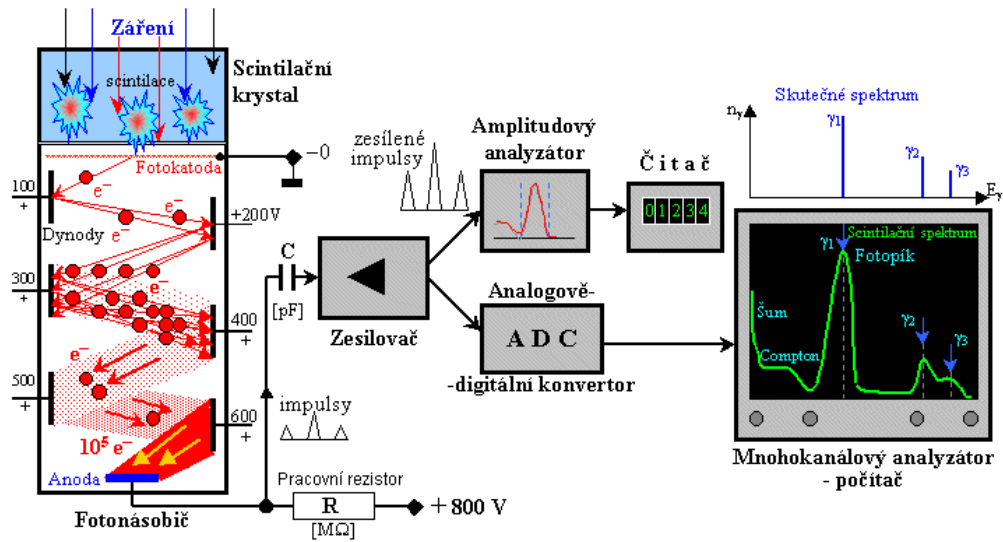 Záření
scintilace
Scintilační
krystal
Fotokatoda
−0
100
+
e−
e−
e−
Dynody
+200V
300
+
e−
400
+
e−
500
+
600
+
10⁵ e−
Anoda
Fotonásobič
C
[pF]
impulsy
Pracovní rezistor
R
[MΩ]
+800 V
Zesilovač
zesílené
impulsy
Amplitudový
analyzátor
Čitač
01234
Analogově-
ADC
-digitální konvertor
Skutečné spektrum
nγ
γ1
γ2
γ3
Eγ
Scintilační spektrum
γ1
Fotopík
Šum
γ2
γ3
Compton
Mnohokanálový analyzátor
- počítač